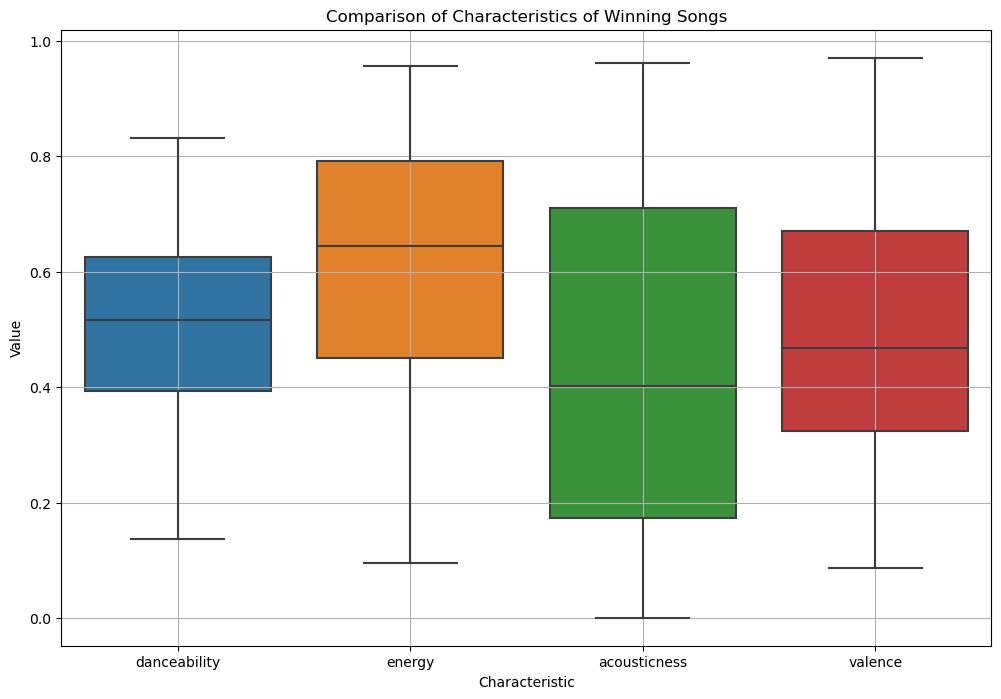 Comparison of Characteristics of Winning Songs
1.0
0.8
0.6
0.4
0.2
0.0
Value
danceability energy acousticness valence
Characteristic